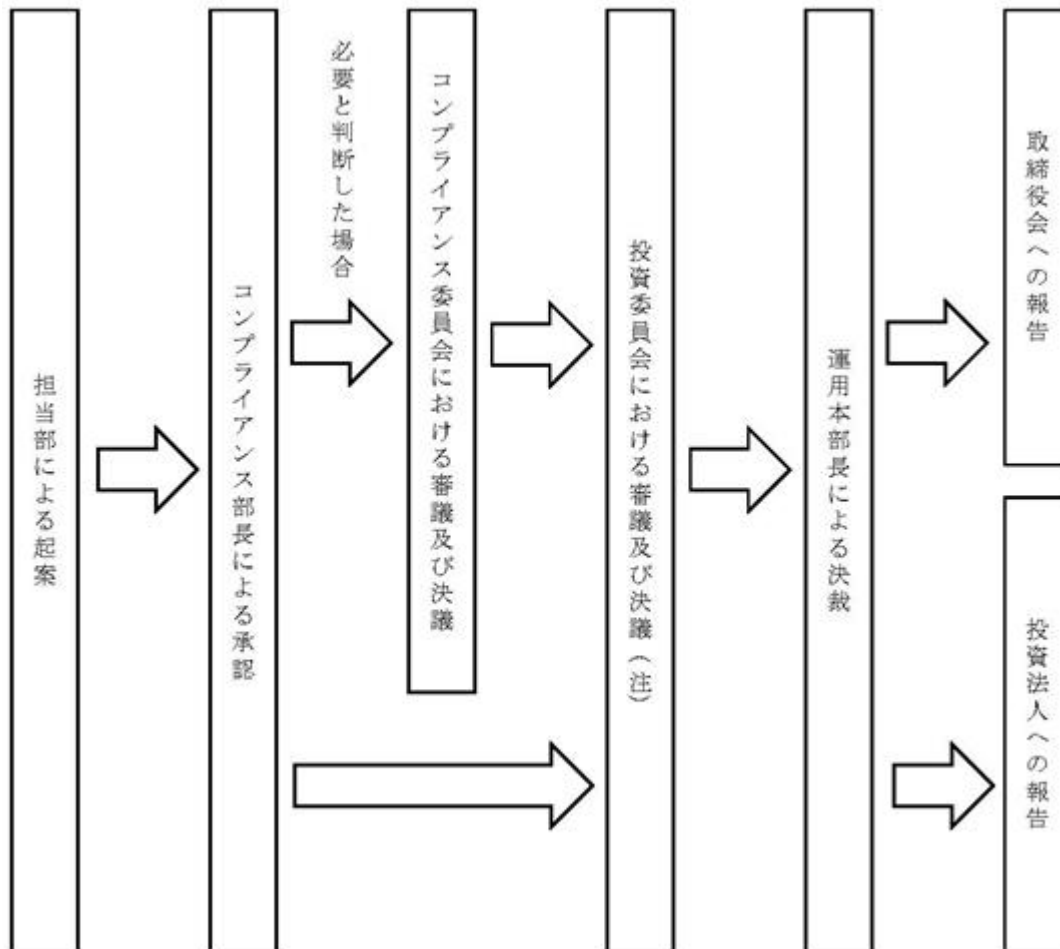 担当部による起案
コンプライアンス部長による承認
必要と判断した場合
コンプライアンス委員会における審議及び決議
投資委員会における審議及び決議（注）
運用本部長による決裁
取締役会への報告
投資法人への報告